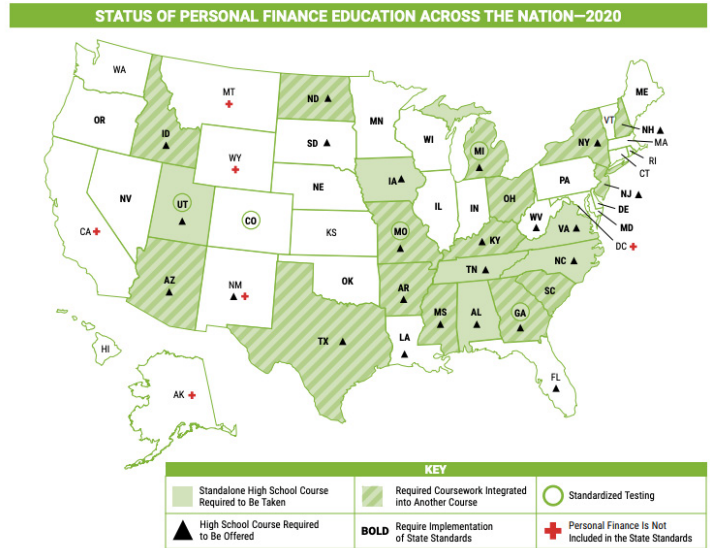 STATUS OF PERSONAL FINANCE EDUCATION ACROSS THE NATION—2020
WA
MT
ND
MN
ME
OR
ID
SD
WI
MI
VT
NH
NY
MA
WY
RI
CT
NV
UT
NE
IA
PA
NJ
CO
IL
IN
OH
DE
WV
MD
CA
KS
MO
KY
VA
DC
AZ
NM
OK
TN
NC
AR
SC
TX
MS
AL
GA
LA
HI
FL
AK
KEY
Standalone High School Course
Required to Be Taken
Required Coursework Integrated
into Another Course
Standardized Testing
High School Course Required
to Be Offered
BOLD Require Implementation
of State Standards
Personal Finance Is Not
Included in the State Standards